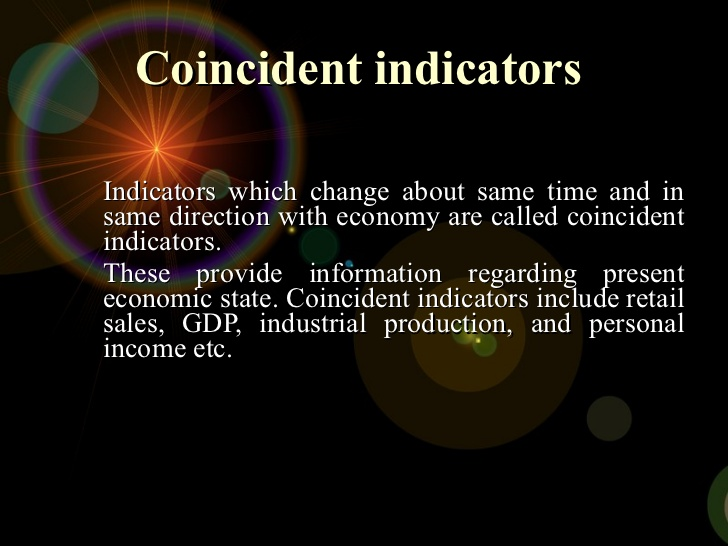 Coincident indicators
Indicators which change about same time and in
same direction with economy are called coincident
indicators.
These provide information regarding present
economic state. Coincident indicators include retail
sales, GDP, industrial production, and personal
income etc.